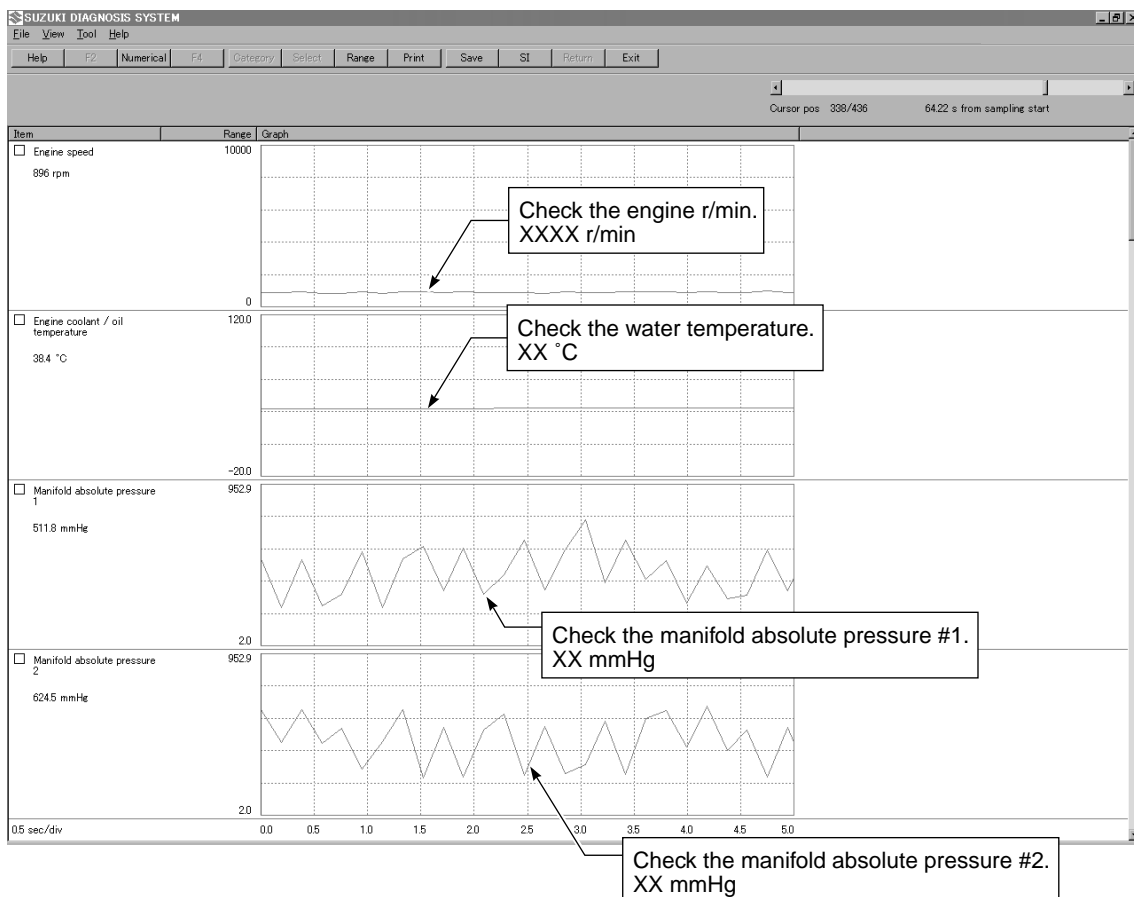 SUZUKI DIAGNOSIS SYSTEM
File View Tool Help
Help F2 Numerical F4 Category Select Range Print Save SI Return Exit
Cursor pos 338/436 64.22 s from sampling start
Item Range Graph
Engine speed 10000
896 rpm
Check the engine r/min.
XXXX r/min
0
Engine coolant / oil 120.0
temperature
38.4 °C
Check the water temperature.
XX °C
-20.0
Manifold absolute pressure 952.9
1
511.8 mmHg
Check the manifold absolute pressure #1.
XX mmHg
2.0
Manifold absolute pressure 952.9
2
624.5 mmHg
2.0
0.5 sec/div 0.0 0.5 1.0 1.5 2.0 2.5 3.0 3.5 4.0 4.5 5.0
Check the manifold absolute pressure #2.
XX mmHg